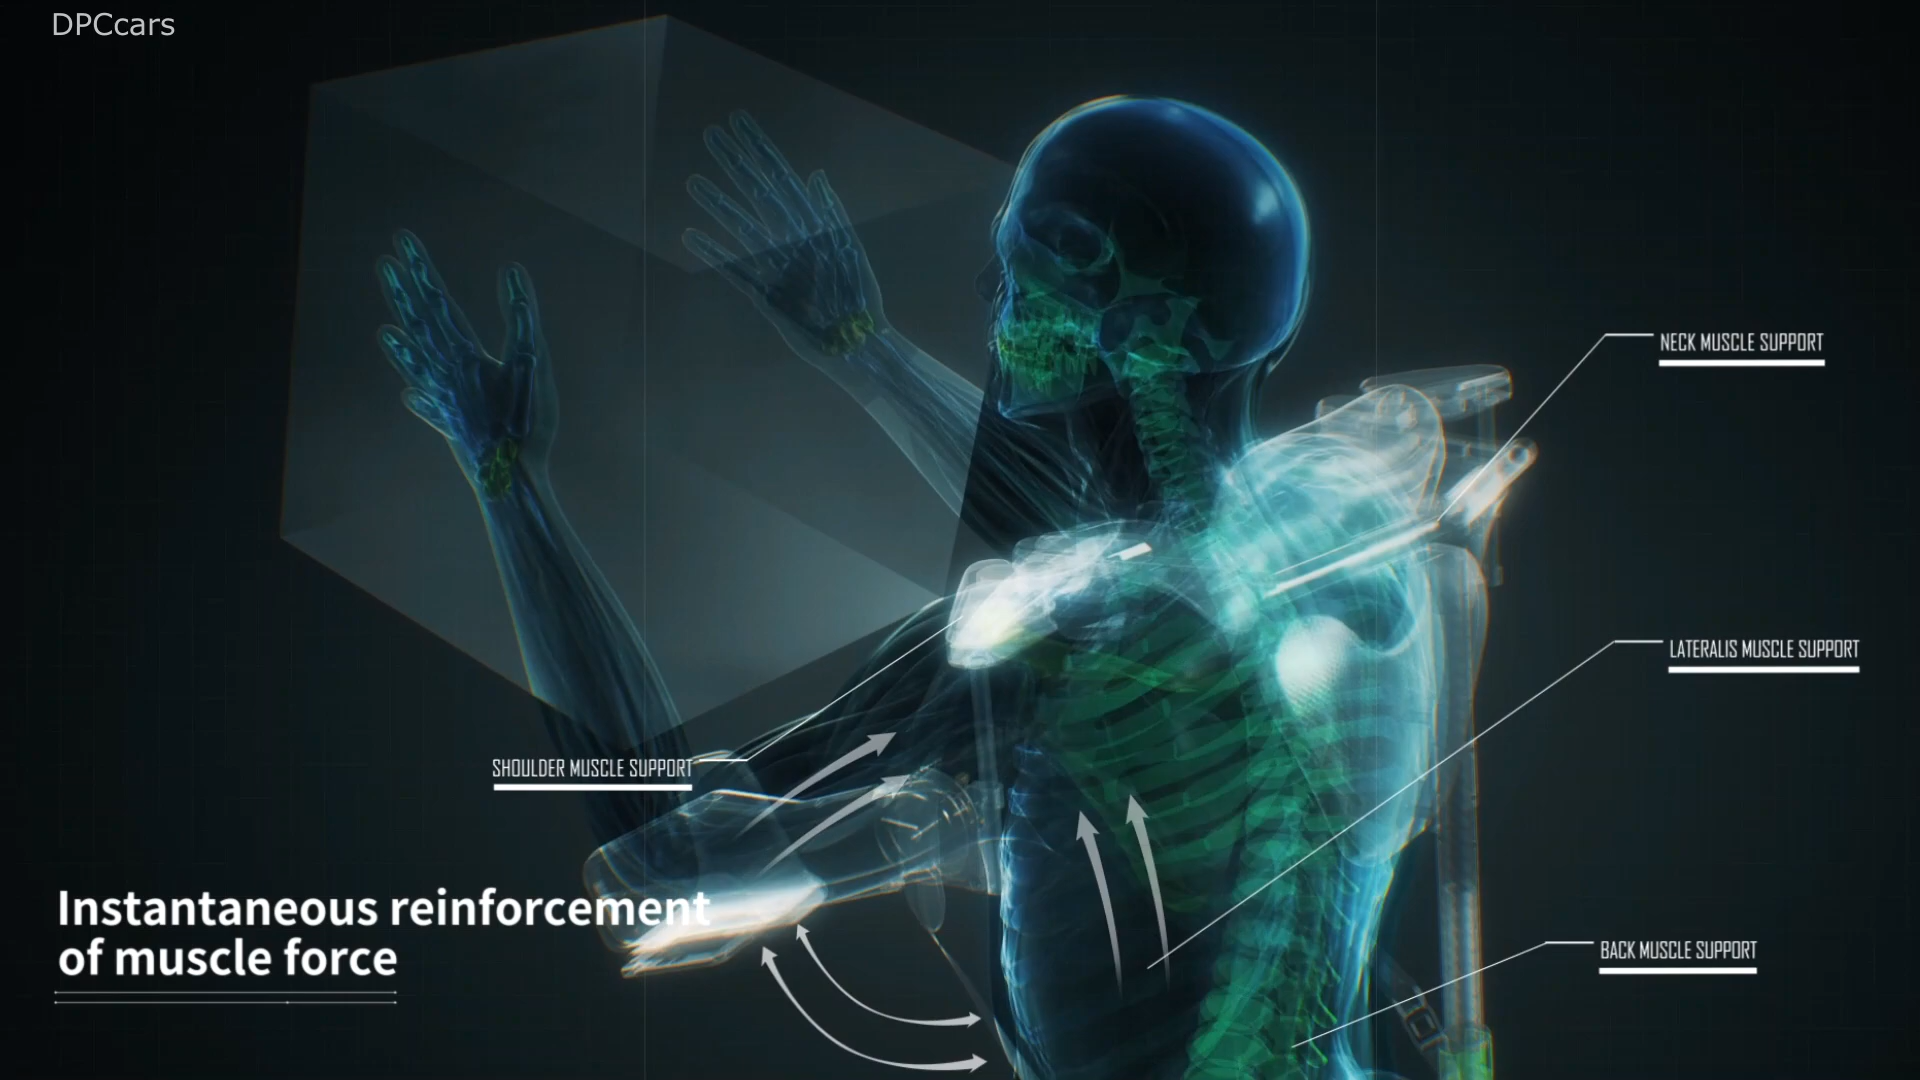 DPCcars
NECK MUSCLE SUPPORT
LATERALIS MUSCLE SUPPORT
SHOULDER MUSCLE SUPPORT
Instantaneous reinforcement
of muscle force
BACK MUSCLE SUPPORT